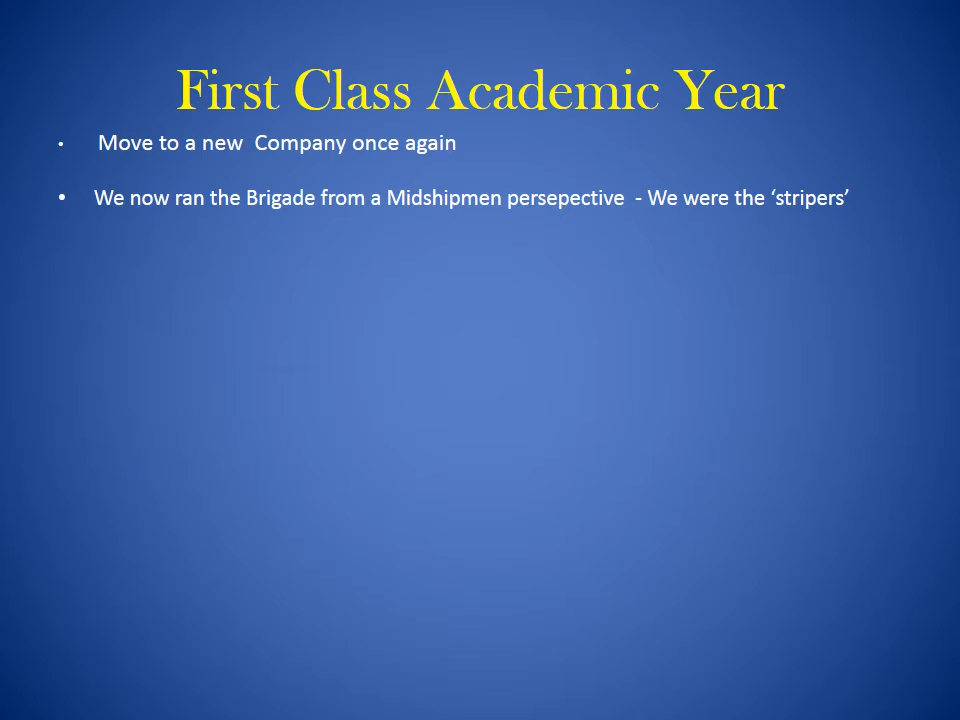 First Class Academic Year
• Move to a new  Company once again
• We now ran the Brigade from a Midshipmen persepective  - We were the ‘stripers’